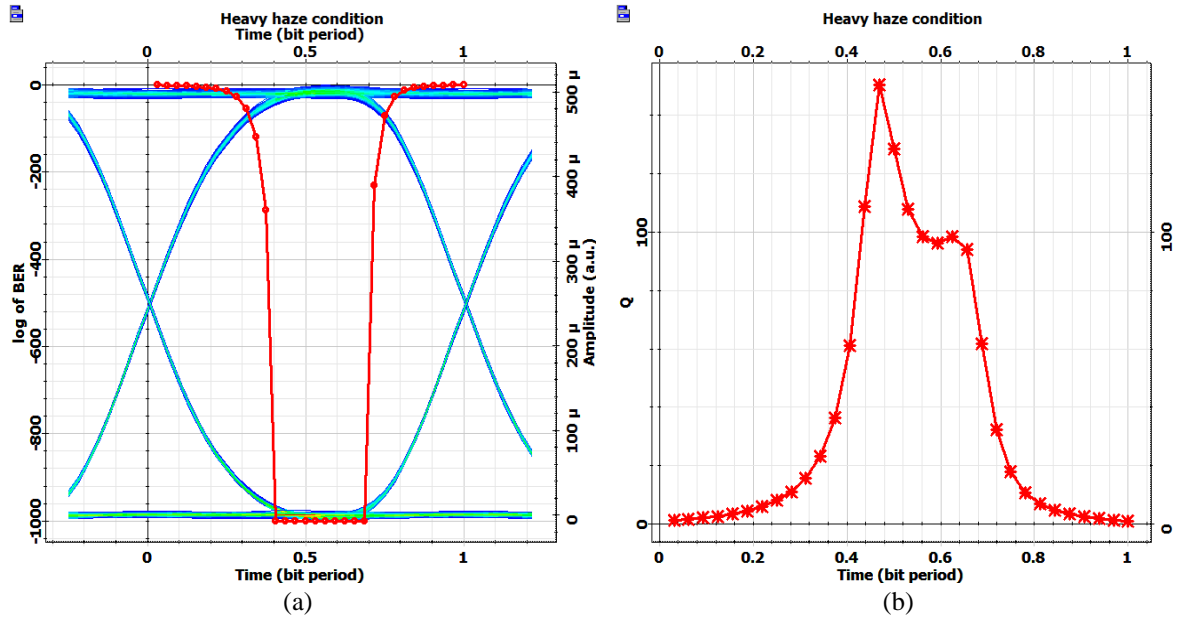 Heavy haze condition
Time (bit period)
0 0.5 1
0
-200
-400
-600
-800
-1000
log of BER
500 µ
400 µ
300 µ
200 µ
100 µ
0
Amplitude (a.u.)
0 0.5 1
Time (bit period)
(a)
Heavy haze condition
0 0.2 0.4 0.6 0.8 1
100
0
Q
100
0
0 0.2 0.4 0.6 0.8 1
Time (bit period)
(b)